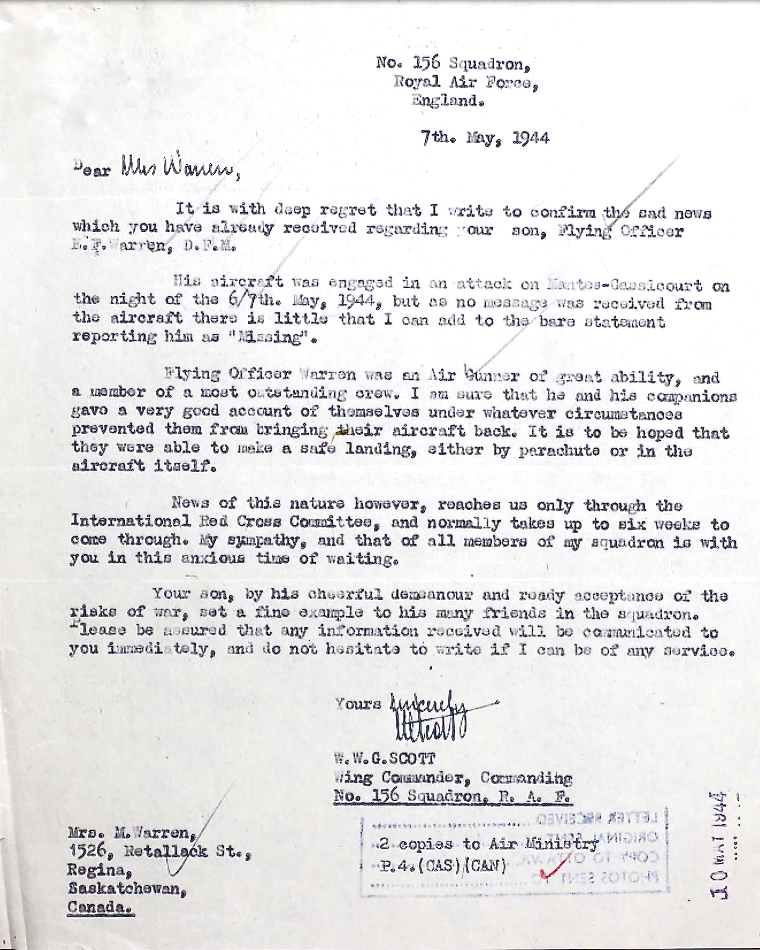 No. 156 Squadron,
Royal Air Force,
England.
7th. May, 1944
Dear Mrs Warren,
It is with deep regret that I write to confirm the sad news
which you have already received regarding your son, Flying Officer
E.F.Warren, D.F.M.
His aircraft was engaged in an attack on Mantes-Gassicourt on
the night of the 6/7th. May, 1944, but as no message was received from
the aircraft there is little that I can add to the bare statement
reporting him as "Missing".
Flying Officer Warren was an Air Gunner of great ability, and
a member of a most outstanding crew. I am sure that he and his companions
gave a very good account of themselves under whatever circumstances
prevented them from bringing their aircraft back. It is to be hoped that
they were able to make a safe landing, either by parachute or in the
aircraft itself.
News of this nature however, reaches us only through the
International Red Cross Committee, and normally takes up to six weeks to
come through. My sympathy, and that of all members of my squadron is with
you in this anxious time of waiting.
Your son, by his cheerful demeanour and ready acceptance of the
risks of war, set a fine example to his many friends in the squadron.
Please be assured that any information received will be communicated to
you immediately, and do not hesitate to write if I can be of any service.
Yours sincerely
W.W.G.SCOTT
Wing Commander, Commanding
No. 156 Squadron, R. A. F.
LETTER RECEIVED
ORIGINAL SENT
COPY TO OTTAWA
PHOTOS SENT TO
2 copies to Air Ministry
P.4.(CAS)(CAN)
10 MAY 1944
Mrs. M.Warren,
1526, Retallack St.,
Regina,
Saskatchewan,
Canada.